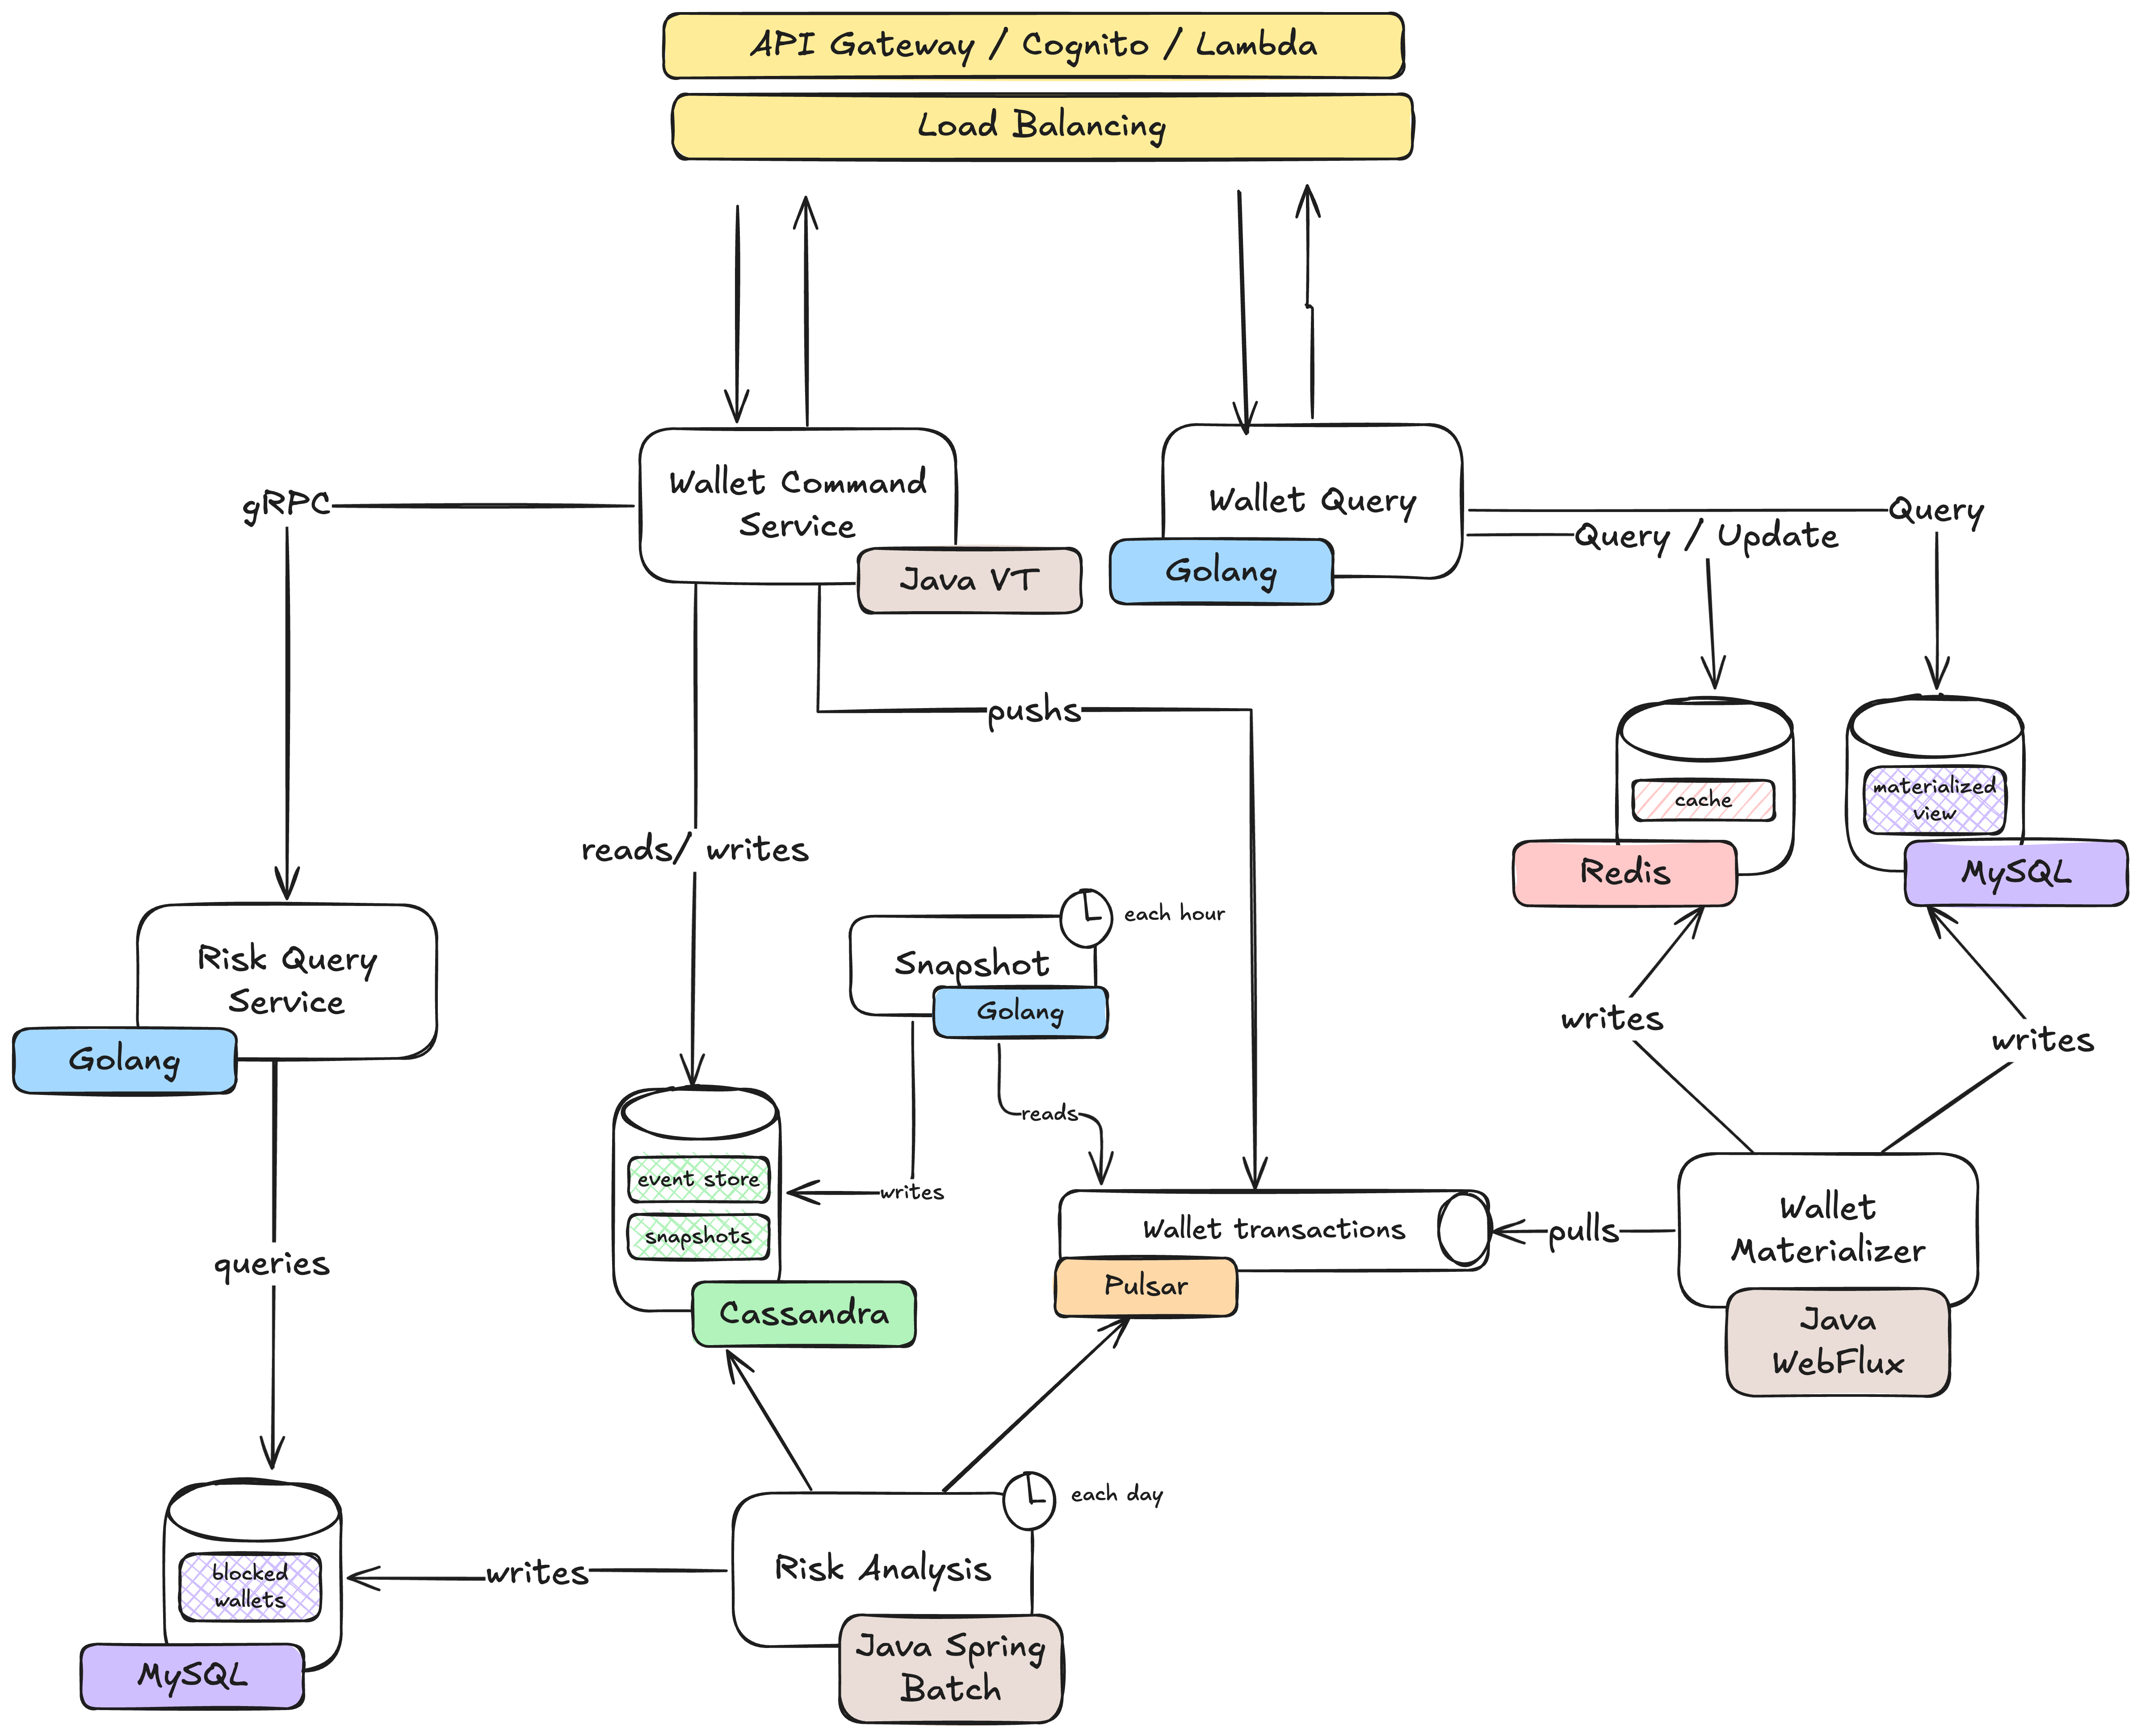 API Gateway / Cognito / Lambda
Load Balancing
Wallet Command
Service
Java VT
Wallet Query
Golang
gRPC
Query
Query / Update
pushs
cache
Redis
materialized
view
MySQL
reads/ writes
Snapshot
Golang
each hour
Risk Query
Service
Golang
writes
writes
reads
event store
snapshots
Cassandra
writes
Wallet transactions
Pulsar
pulls
Wallet
Materializer
Java
WebFlux
queries
each day
Risk Analysis
Java Spring
Batch
writes
blocked
wallets
MySQL